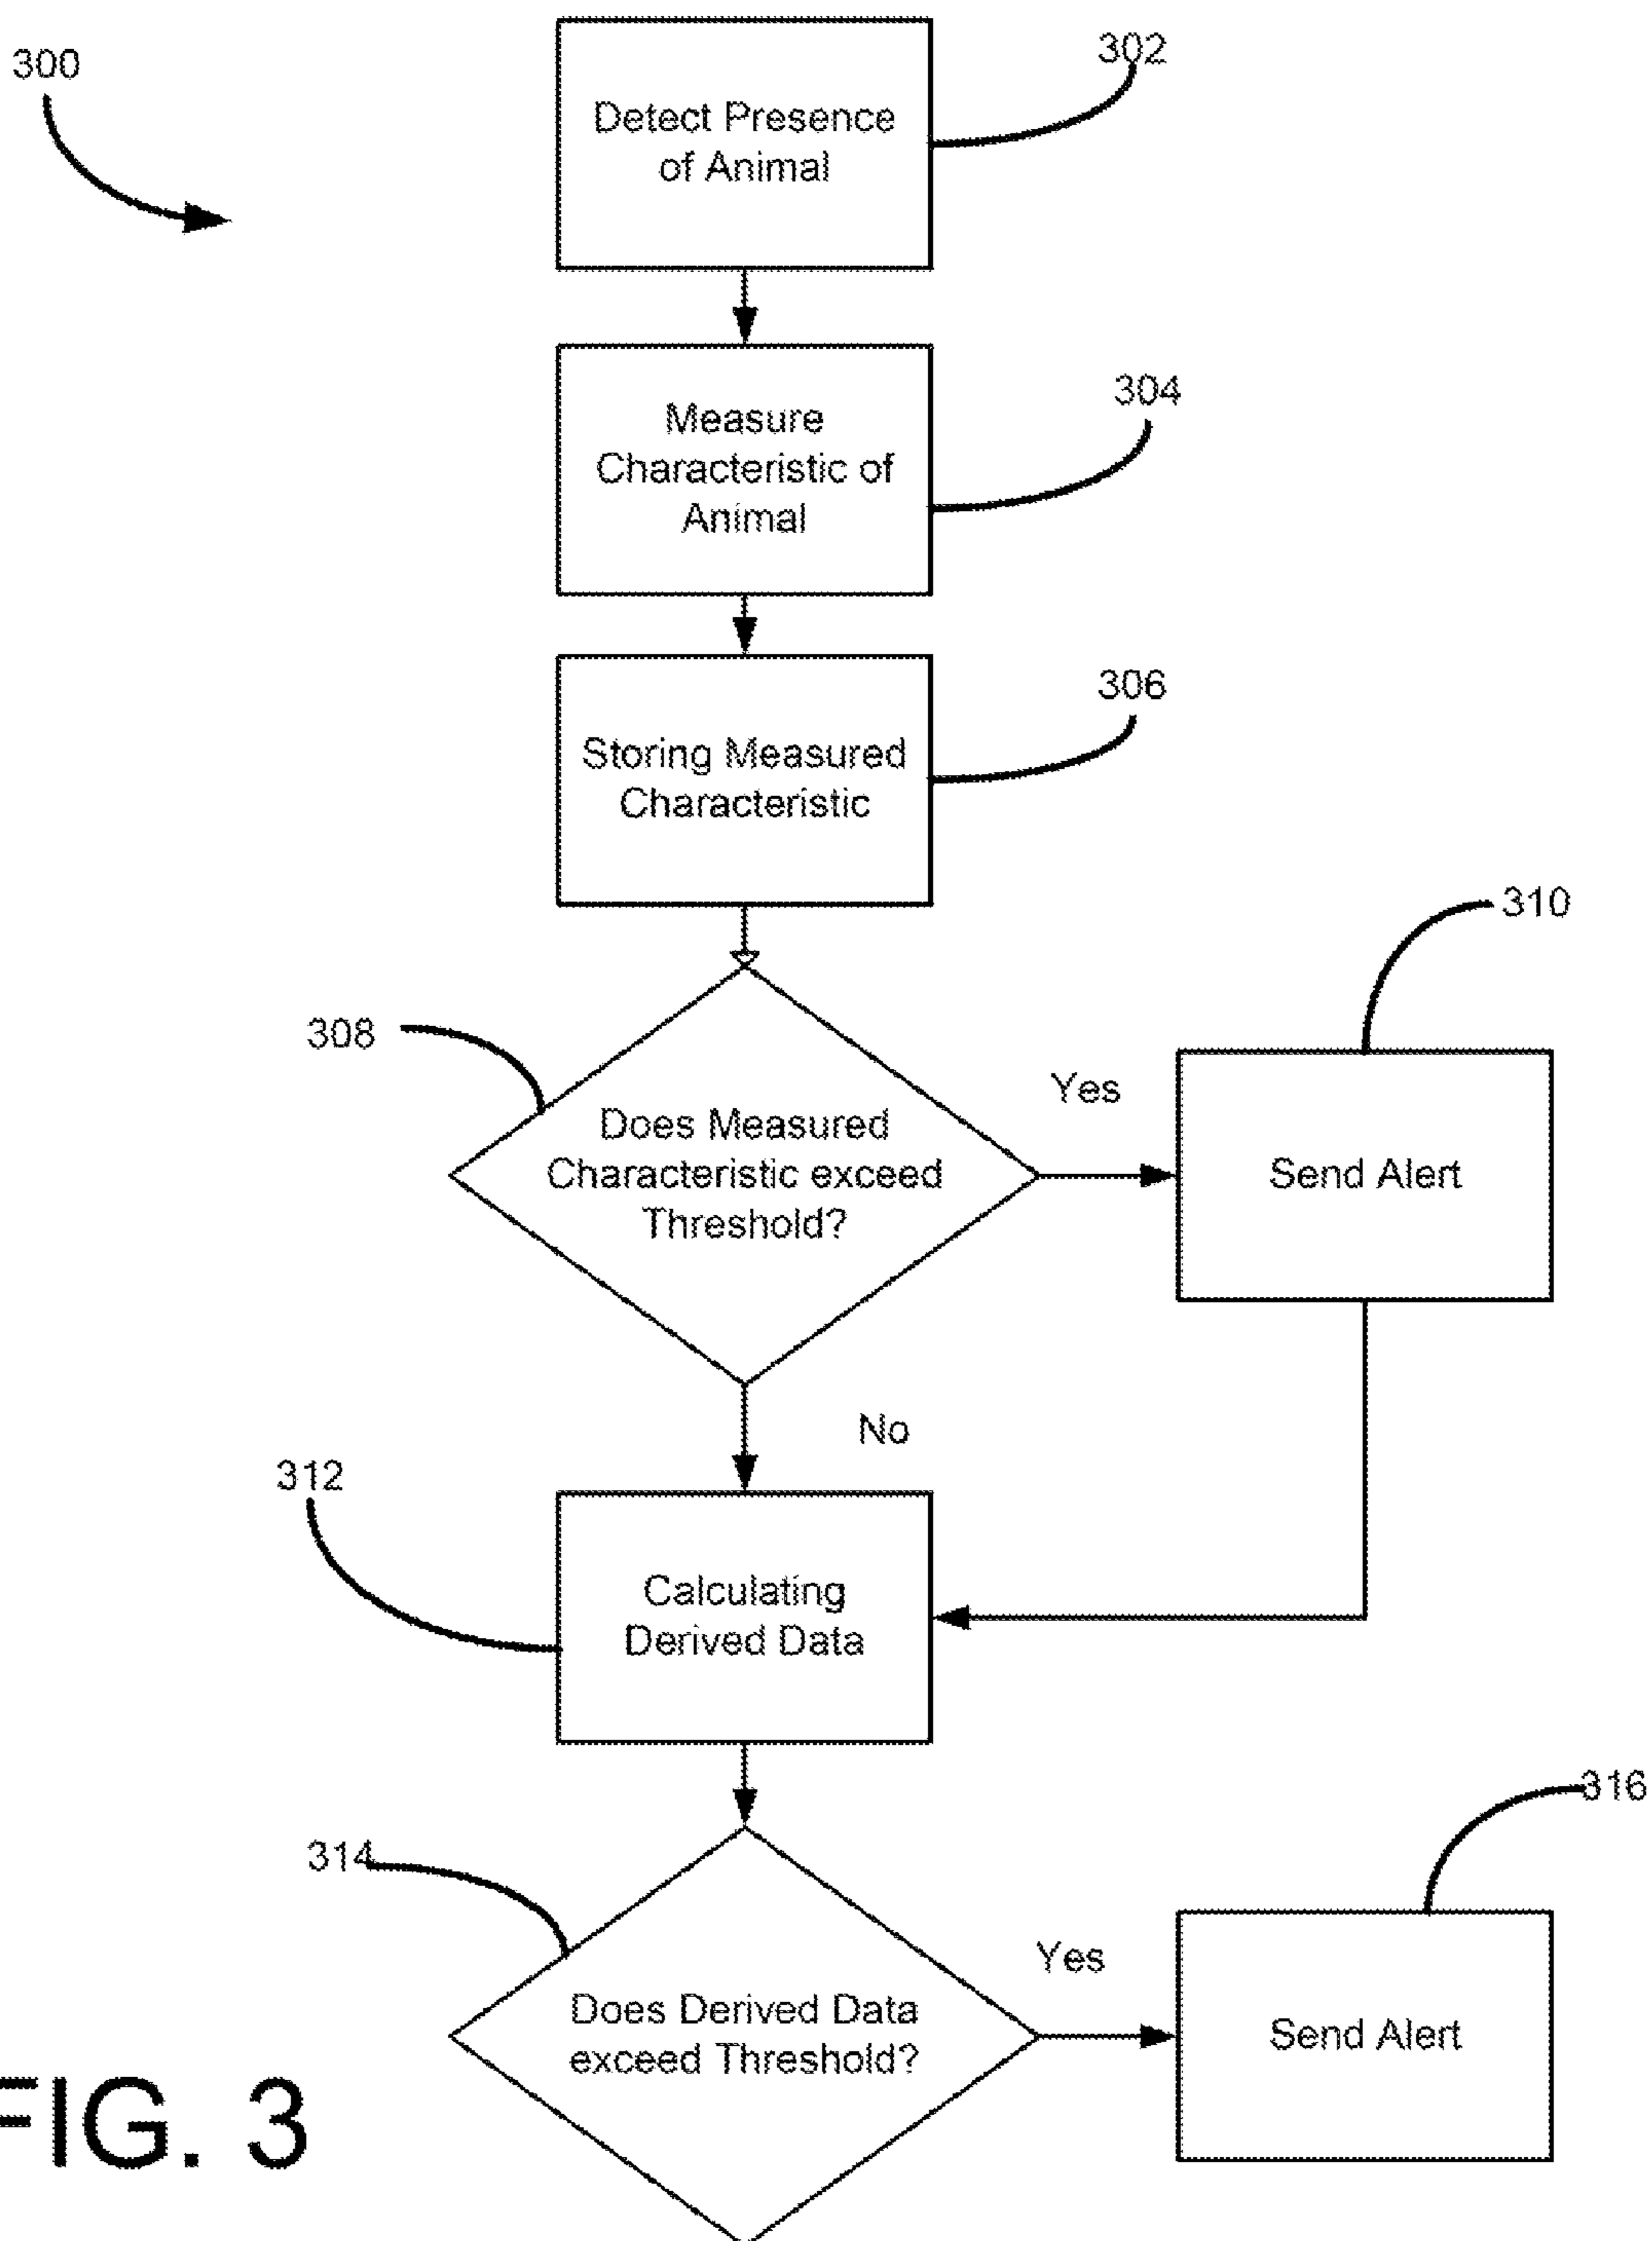 300
302
Detect Presence
of Animal
304
Measure
Characteristic of
Animal
306
Storing Measured
Characteristic
310
308
Does Measured
Characteristic exceed
Threshold?
Yes
Send Alert
No
312
Calculating
Derived Data
316
314
Does Derived Data
exceed Threshold?
Yes
Send Alert
FIG. 3